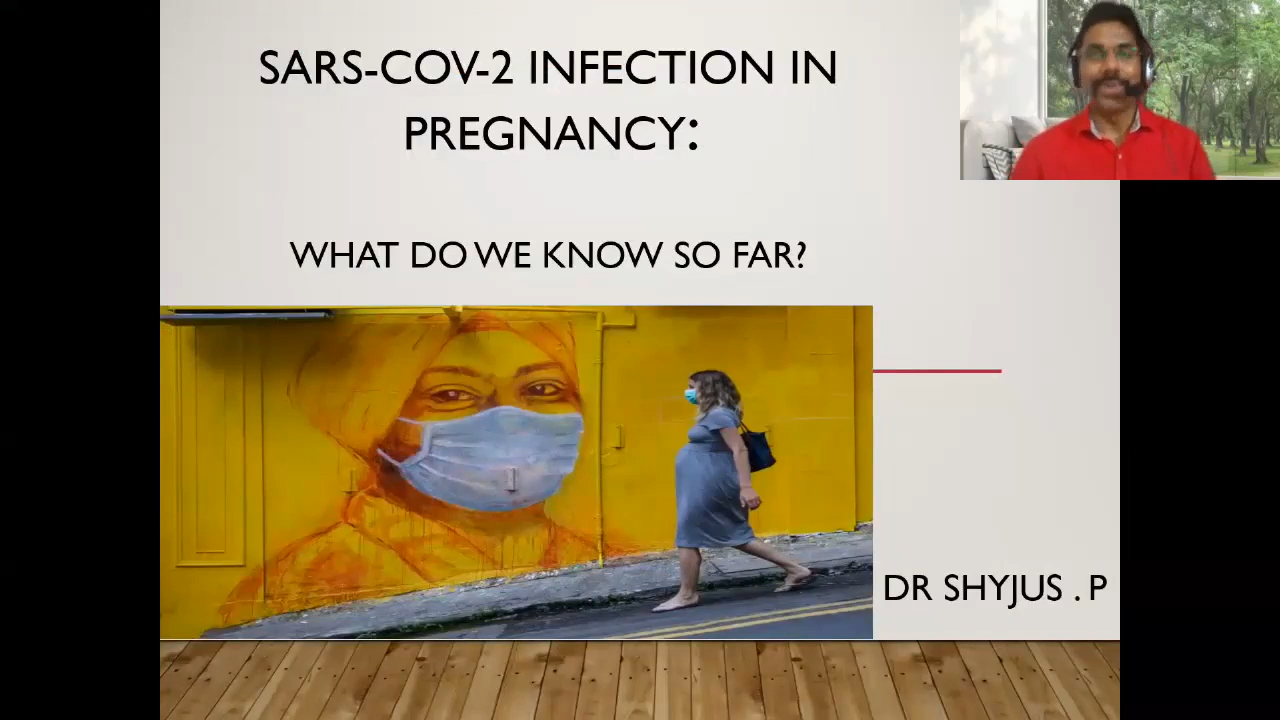 SARS-COV-2 INFECTION IN
PREGNANCY:
WHAT DO WE KNOW SO FAR?
DR SHYJUS . P